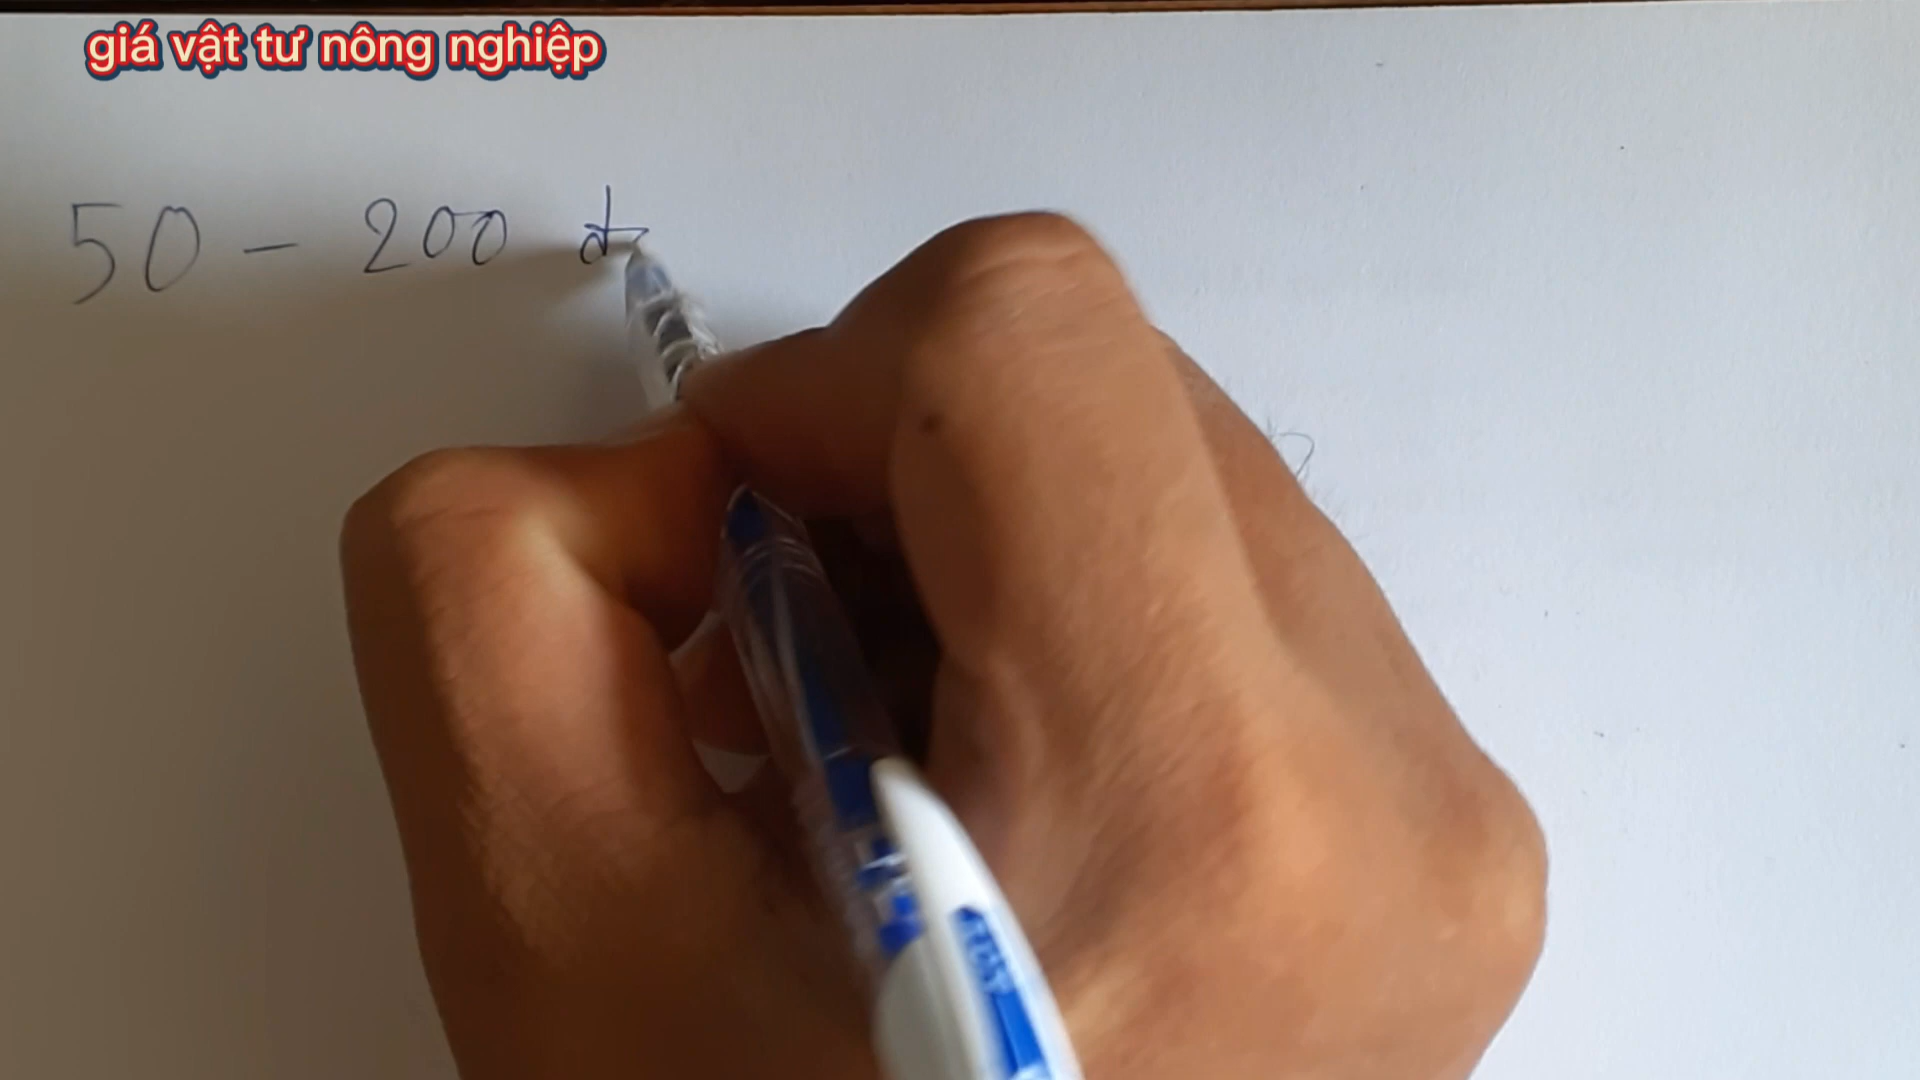 giá vật tư nông nghiệp
50 - 200 đ